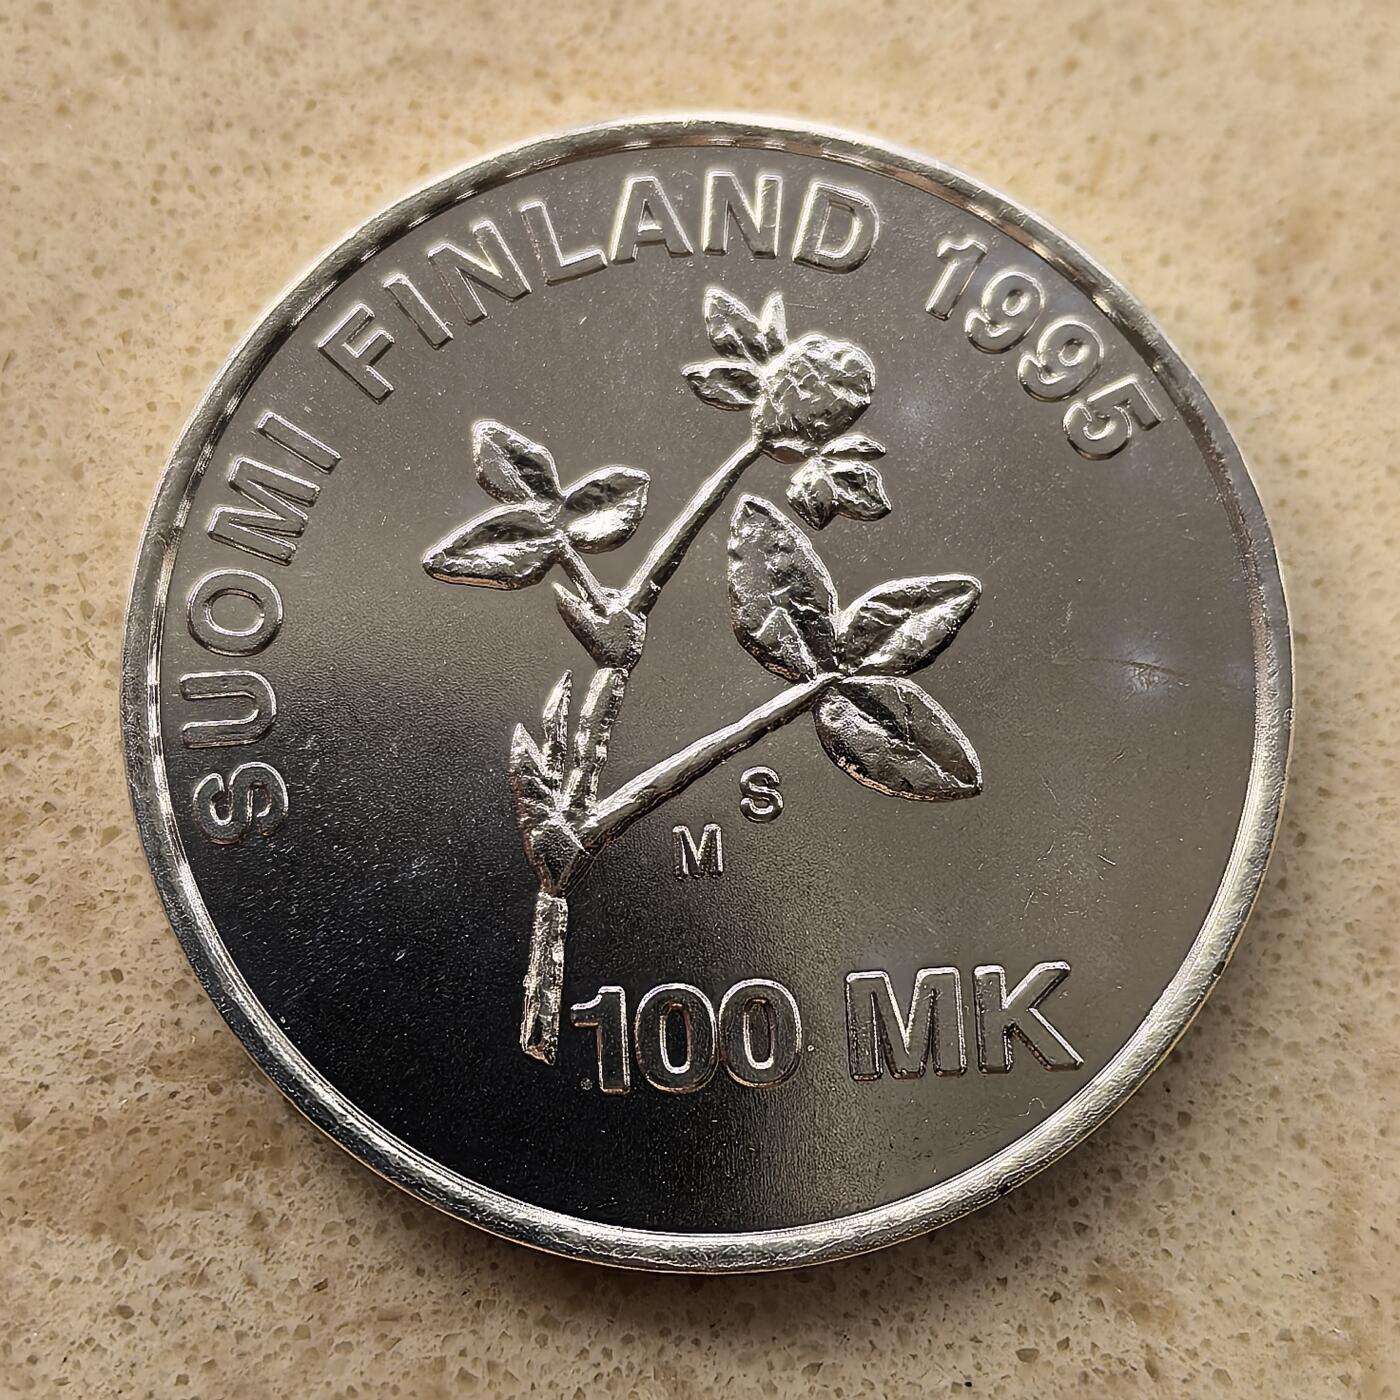 SUOMI FINLAND 1995
S
M
100 MK